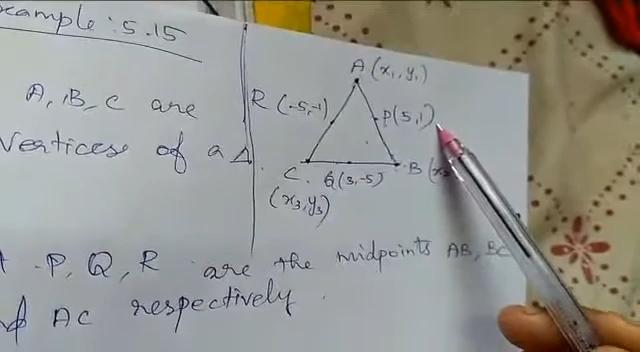 xample : 5.15
A (x₁, y₁)
A, B, C are
R (-5,-1)
P(5,1)
Vertices of a Δ
C
Q(3,-5)
B (x
(x₃, y₃)
P, Q, R are the midpoints AB, BC
AC respectively.